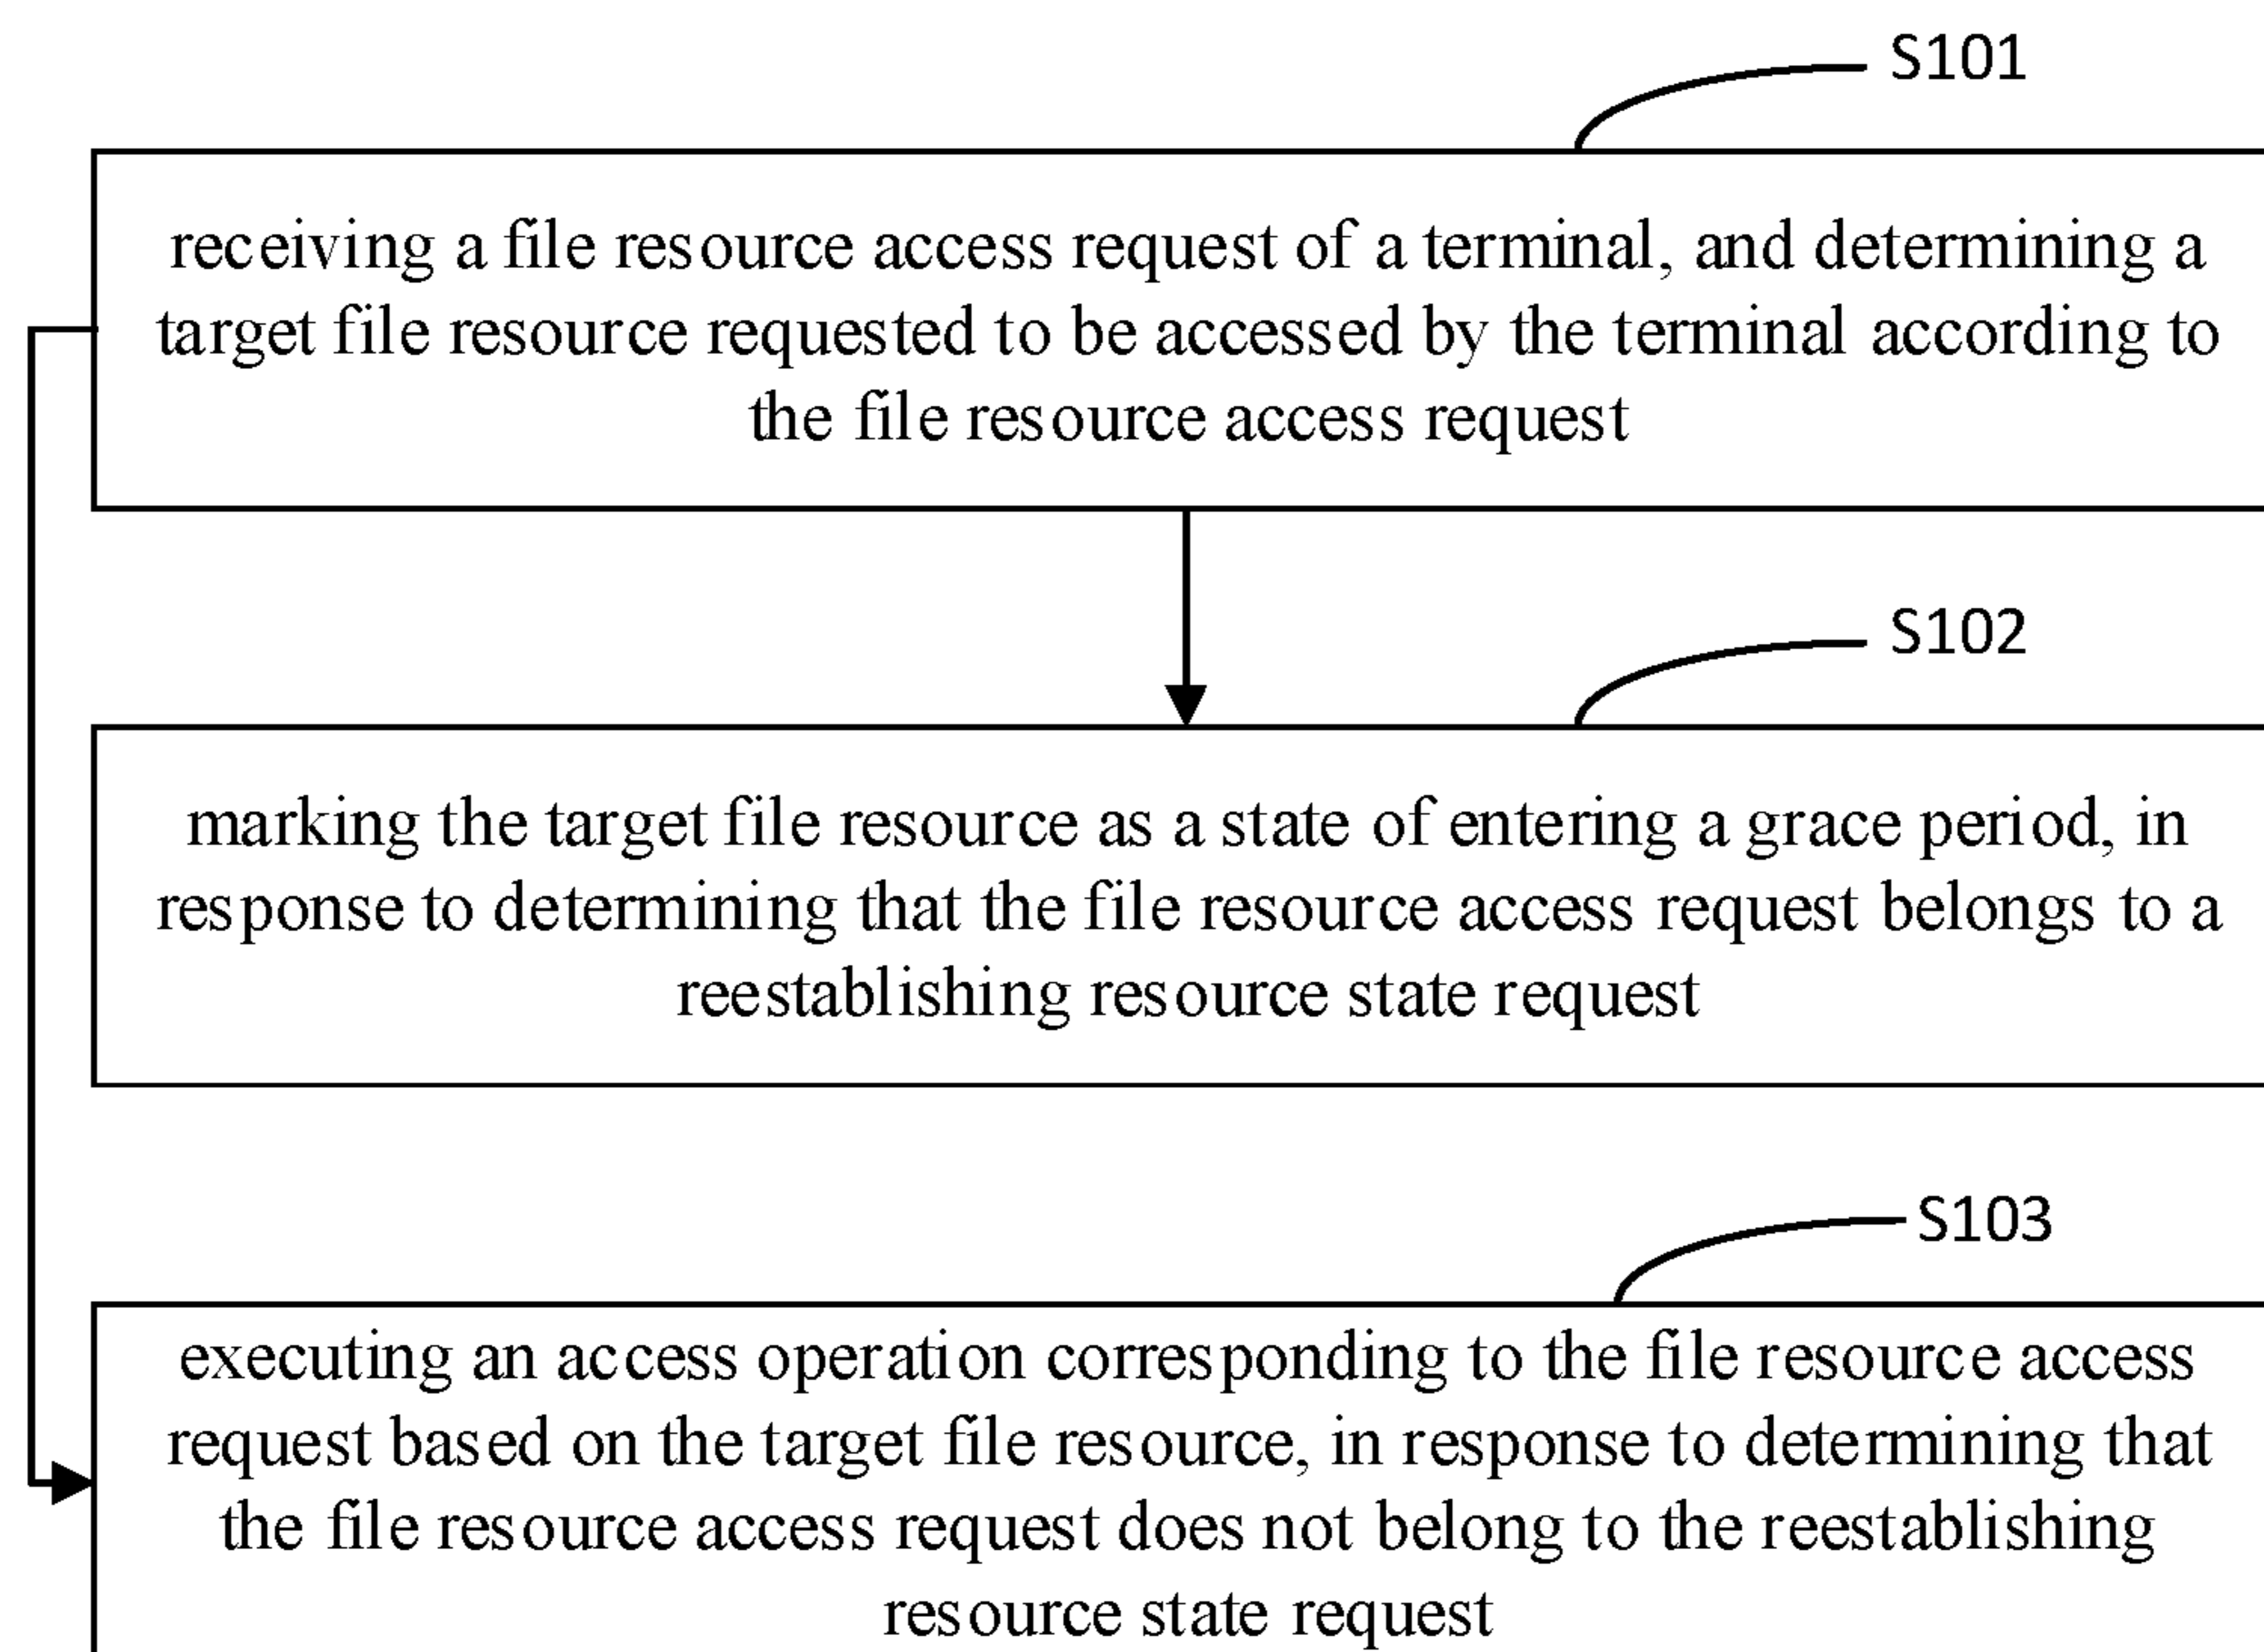 S101
receiving a file resource access request of a terminal, and determining a
target file resource requested to be accessed by the terminal according to
the file resource access request
S102
marking the target file resource as a state of entering a grace period, in
response to determining that the file resource access request belongs to a
reestablishing resource state request
S103
executing an access operation corresponding to the file resource access
request based on the target file resource, in response to determining that
the file resource access request does not belong to the reestablishing
resource state request